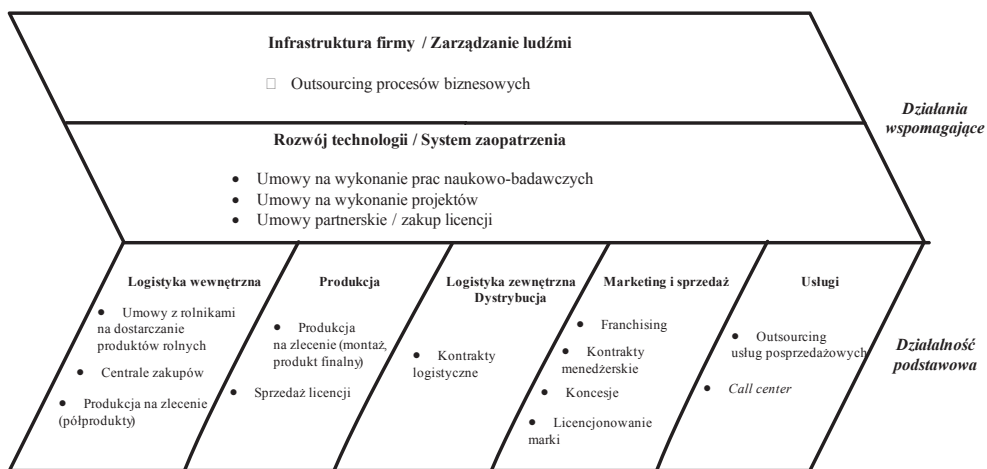 Infrastruktura firmy / Zarządzanie ludźmi
□ Outsourcing procesów biznesowych
Działania
wspomagające
Rozwój technologii / System zaopatrzenia
• Umowy na wykonanie prac naukowo-badawczych
• Umowy na wykonanie projektów
• Umowy partnerskie / zakup licencji
Logistyka wewnętrzna
• Umowy z rolnikami
na dostarczanie
produktów rolnych
• Centrale zakupów
• Produkcja na zlecenie
(półprodukty)
Produkcja
• Produkcja
na zlecenie (montaż,
produkt finalny)
• Sprzedaż licencji
Logistyka zewnętrzna
Dystrybucja
• Kontrakty
logistyczne
Marketing i sprzedaż
• Franchising
• Kontrakty
menedżerskie
• Koncesje
• Licencjonowanie
marki
Usługi
• Outsourcing
usług posprzedażowych
• Call center
Działalność
podstawowa